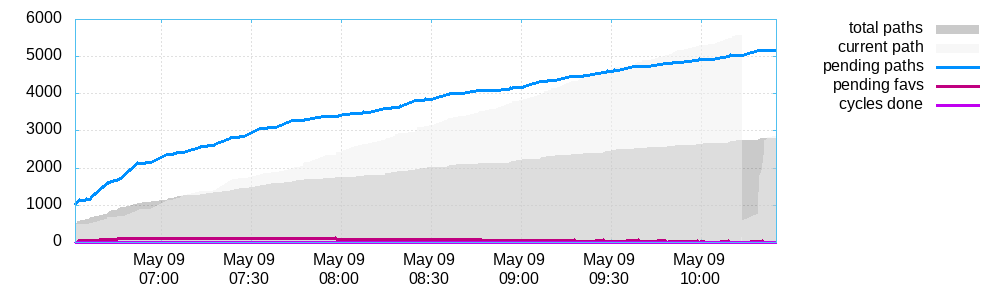 6000
5000
4000
3000
2000
1000
0
May 09 May 09 May 09 May 09 May 09 May 09 May 09
07:00 07:30 08:00 08:30 09:00 09:30 10:00
total paths
current path
pending paths
pending favs
cycles done